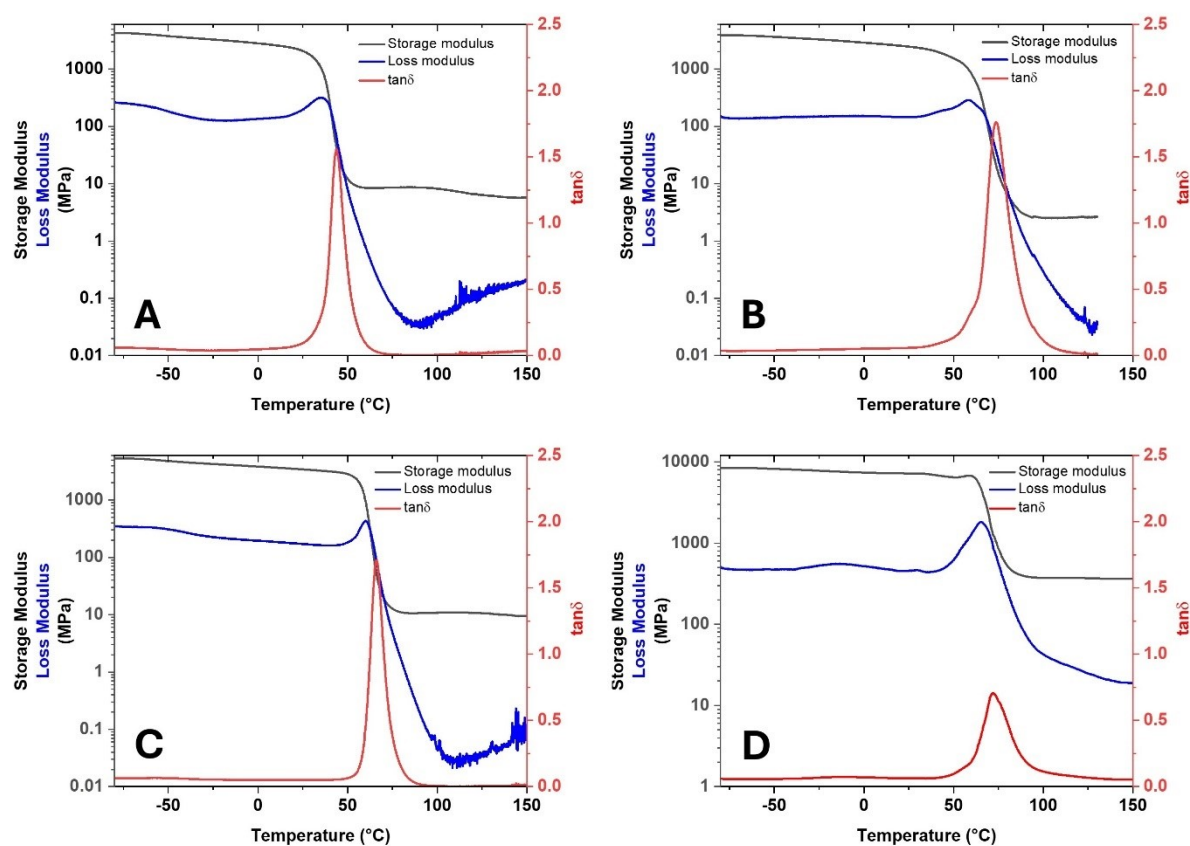 Storage Modulus
Loss Modulus
(MPa)
1000
100
10
1
0.1
0.01
Storage modulus
Loss modulus
tanδ
A
2.5
2.0
1.5
1.0
0.5
0.0
tanδ
-50 0 50 100 150
Temperature (°C)
Storage Modulus
Loss Modulus
(MPa)
1000
100
10
1
0.1
0.01
Storage modulus
Loss modulus
tanδ
B
2.5
2.0
1.5
1.0
0.5
0.0
tanδ
-50 0 50 100 150
Temperature (°C)
Storage Modulus
Loss Modulus
(MPa)
1000
100
10
1
0.1
0.01
Storage modulus
Loss modulus
tanδ
C
2.5
2.0
1.5
1.0
0.5
0.0
tanδ
-50 0 50 100 150
Temperature (°C)
Storage Modulus
Loss Modulus
(MPa)
10000
1000
100
10
1
Storage modulus
Loss modulus
tanδ
D
2.5
2.0
1.5
1.0
0.5
0.0
tanδ
-50 0 50 100 150
Temperature (°C)